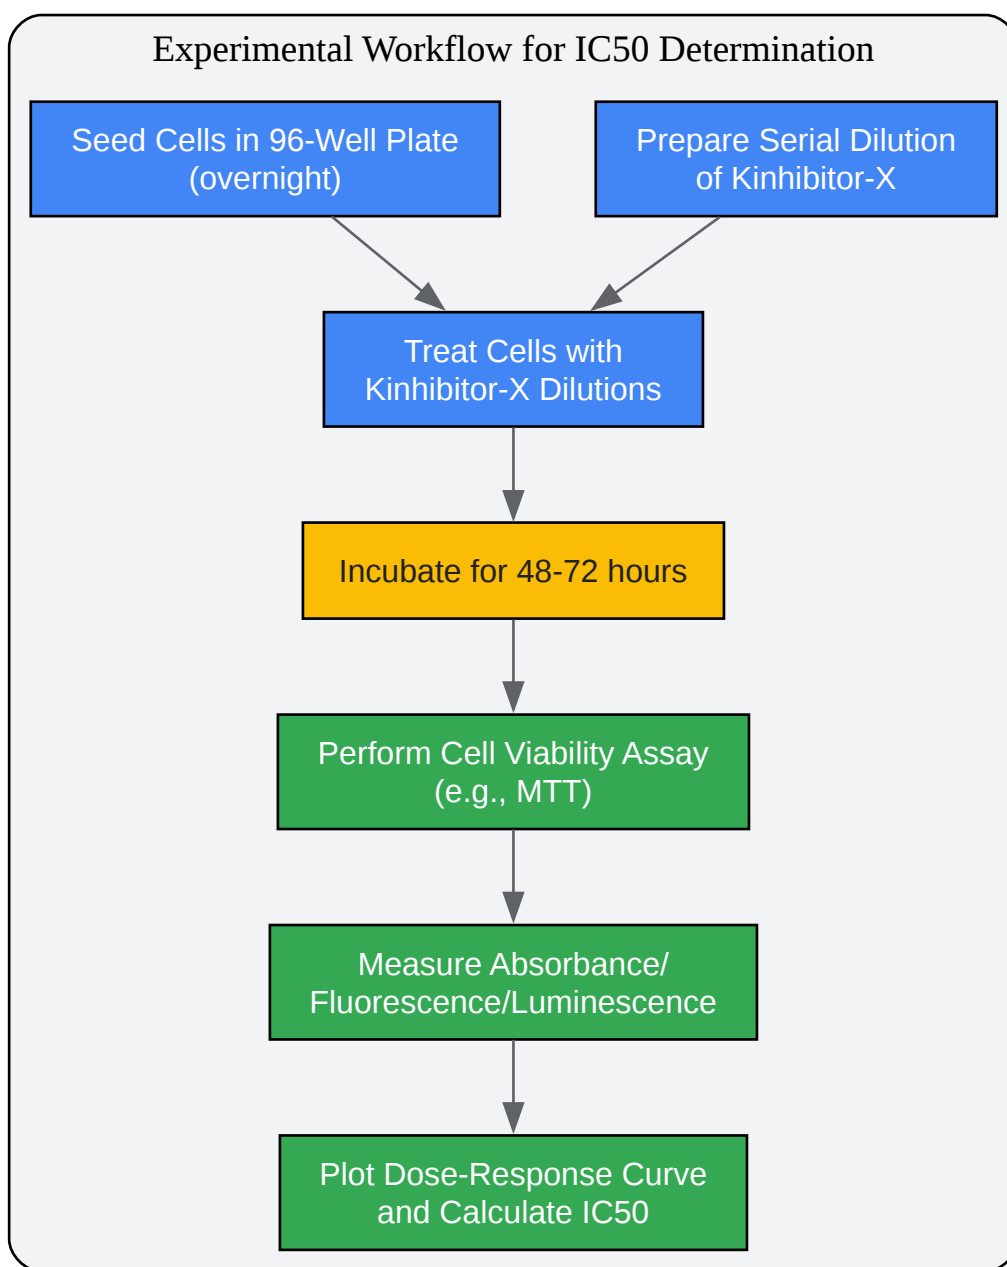 Experimental Workflow for IC50 Determination
Seed Cells in 96-Well Plate
(overnight)
Prepare Serial Dilution
of Kinhibitor-X
Treat Cells with
Kinhibitor-X Dilutions
Incubate for 48-72 hours
Perform Cell Viability Assay
(e.g., MTT)
Measure Absorbance/
Fluorescence/Luminescence
Plot Dose-Response Curve
and Calculate IC50